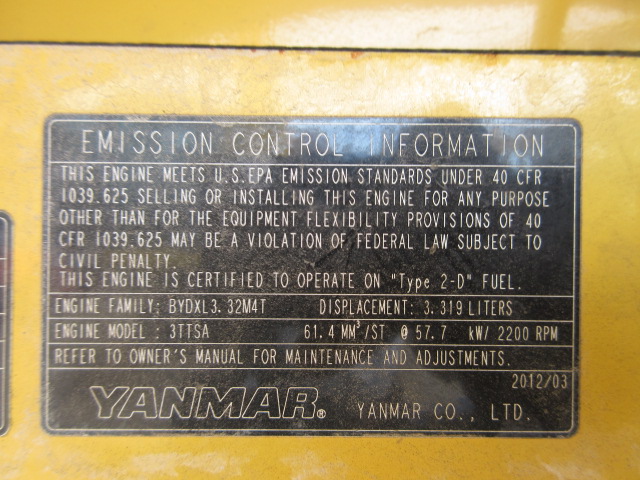 EMISSION CONTROL INFORMATION
THIS ENGINE MEETS U.S.EPA EMISSION STANDARDS UNDER 40 CFR
1039.625 SELLING OR INSTALLING THIS ENGINE FOR ANY PURPOSE
OTHER THAN FOR THE EQUIPMENT FLEXIBILITY PROVISIONS OF 40
CFR 1039.625 MAY BE A VIOLATION OF FEDERAL LAW SUBJECT TO
CIVIL PENALTY.
THIS ENGINE IS CERTIFIED TO OPERATE ON "Type 2-D" FUEL.
ENGINE FAMILY: BYDXL3.32M4T DISPLACEMENT: 3.319 LITERS
ENGINE MODEL : 3TTSA 61.4 MM³/ST @ 57.7 kW/ 2200 RPM
REFER TO OWNER'S MANUAL FOR MAINTENANCE AND ADJUSTMENTS.
2012/03
YANMAR® YANMAR CO., LTD.